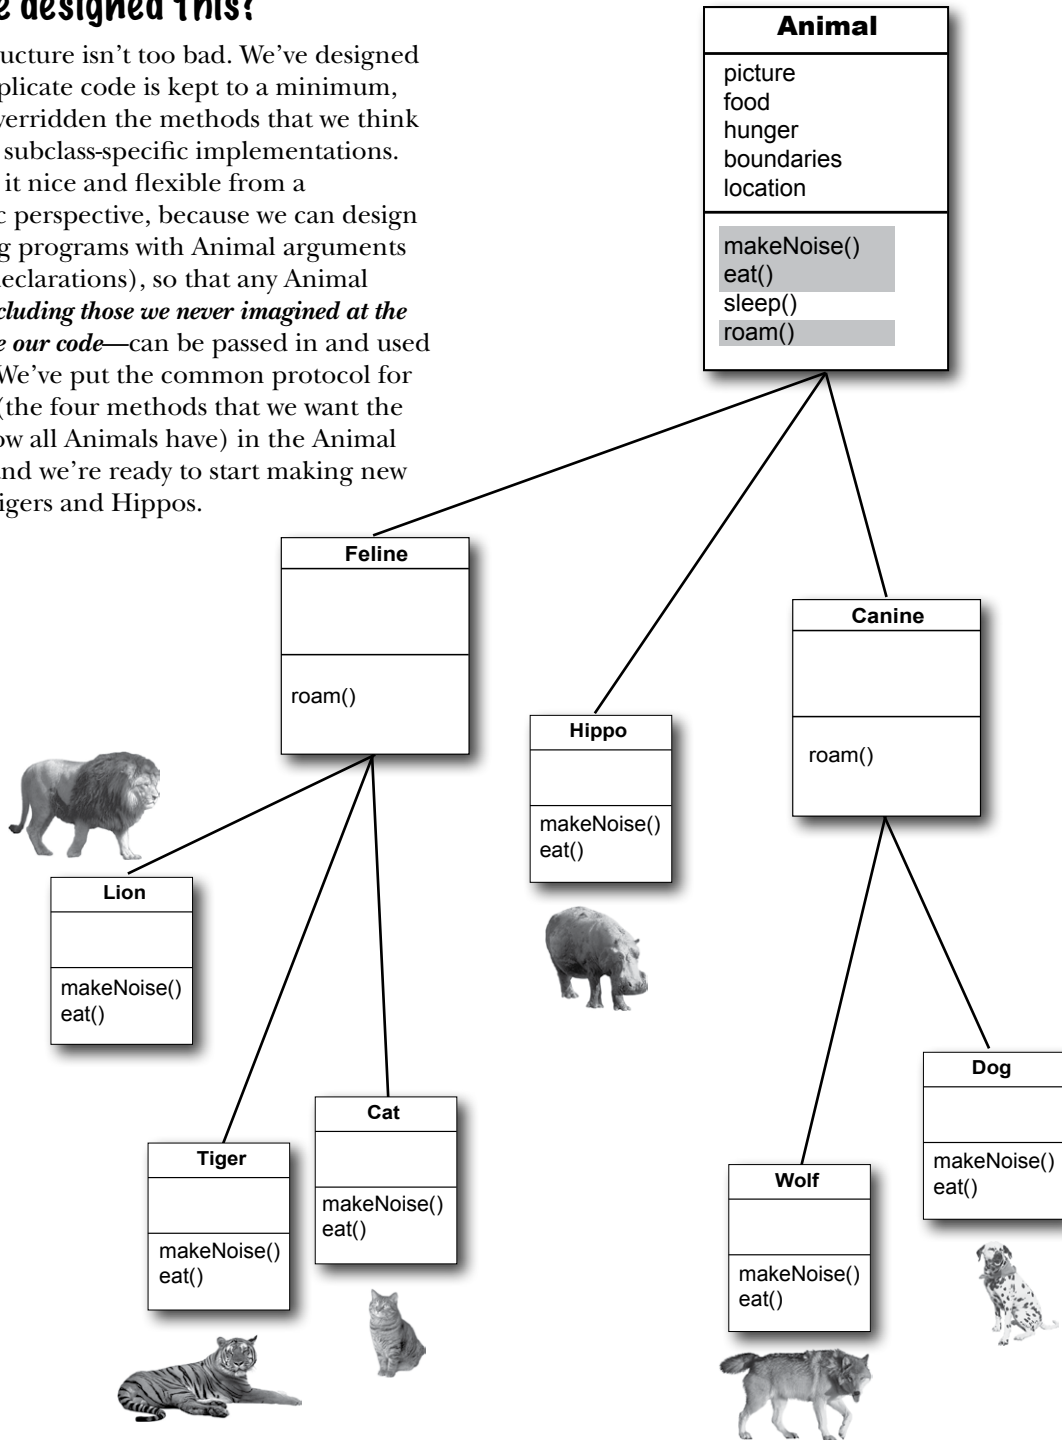 e designed this?
ucture isn't too bad. We've designed
plicate code is kept to a minimum,
verridden the methods that we think
subclass-specific implementations.
it nice and flexible from a
c perspective, because we can design
g programs with Animal arguments
eclarations), so that any Animal
cluding those we never imagined at the
e our code—can be passed in and used
We've put the common protocol for
(the four methods that we want the
ow all Animals have) in the Animal
nd we're ready to start making new
igers and Hippos.
Animal
picture
food
hunger
boundaries
location
makeNoise()
eat()
sleep()
roam()
Feline
roam()
Canine
roam()
Hippo
makeNoise()
eat()
Lion
makeNoise()
eat()
Tiger
makeNoise()
eat()
Cat
makeNoise()
eat()
Wolf
makeNoise()
eat()
Dog
makeNoise()
eat()